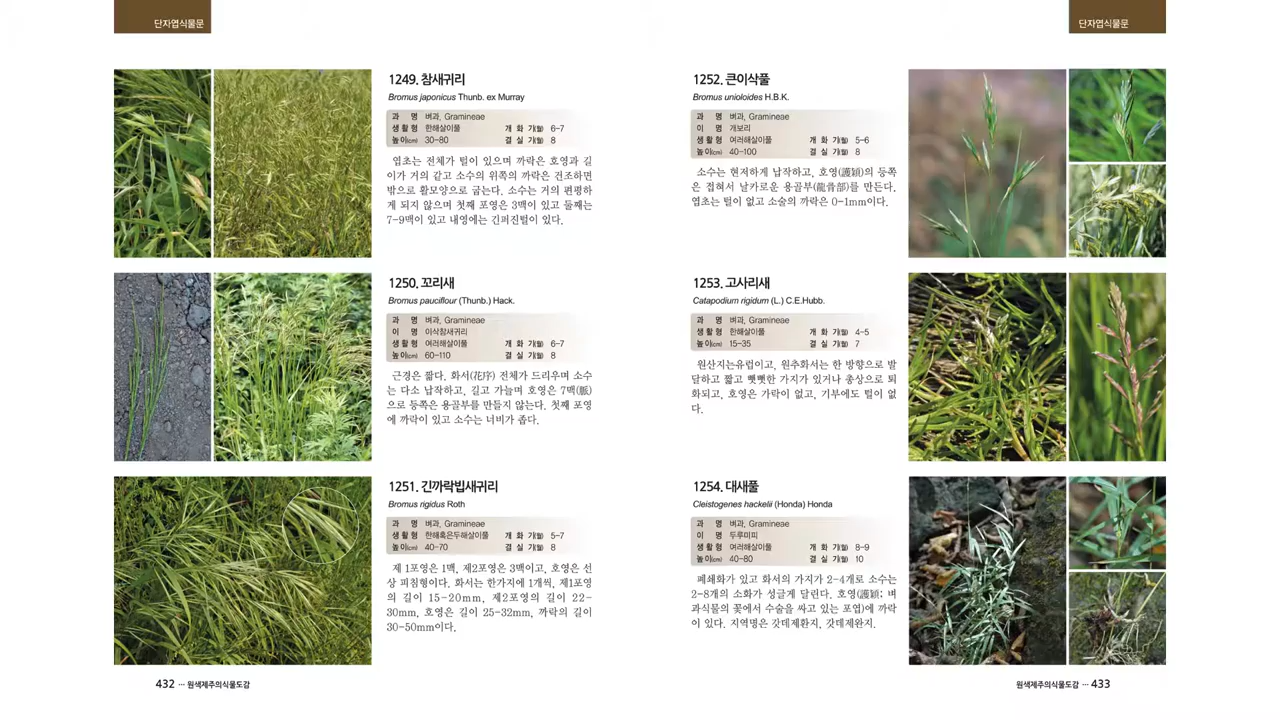 단자엽식물문
1249. 참새귀리
Bromus japonicus Thunb. ex Murray
과 명 벼과, Gramineae
생 활 형 한해살이풀 개 화 기(월) 6-7
높 이(cm) 30-80 결 실 기(월) 8
엽초는 전체가 털이 있으며 까락은 호영과 길
이가 거의 같고 소수의 위쪽의 까락은 건조하면
밖으로 활모양으로 굽는다. 소수는 거의 편평하
게 되지 않으며 첫째 포영은 3맥이 있고 둘째는
7-9맥이 있고 내영에는 긴퍼진털이 있다.
1250. 꼬리새
Bromus pauciflour (Thunb.) Hack.
과 명 벼과, Gramineae
이 명 이삭참새귀리
생 활 형 여러해살이풀 개 화 기(월) 6-7
높 이(cm) 60-110 결 실 기(월) 8
근경은 짧다. 화서(花序) 전체가 드리우며 소수
는 다소 납작하고, 길고 가늘며 호영은 7맥(脈)
으로 등쪽은 용골부를 만들지 않는다. 첫째 포영
에 까락이 있고 소수는 너비가 좁다.
1251. 긴까락빕새귀리
Bromus rigidus Roth
과 명 벼과, Gramineae
생 활 형 한해혹은두해살이풀 개 화 기(월) 5-7
높 이(cm) 40-70 결 실 기(월) 8
제 1포영은 1맥, 제2포영은 3맥이고, 호영은 선
상 피침형이다. 화서는 한가지에 1개씩, 제1포영
의 길이 15-20mm, 제2포영의 길이 22-
30mm, 호영은 길이 25-32mm, 까락의 길이
30-50mm이다.
432 ··· 원색제주의식물도감
단자엽식물문
1252. 큰이삭풀
Bromus unioloides H.B.K.
과 명 벼과, Gramineae
이 명 개보리
생 활 형 여러해살이풀 개 화 기(월) 5-6
높 이(cm) 40-100 결 실 기(월) 8
소수는 현저하게 납작하고, 호영(護穎)의 등쪽
은 접혀서 날카로운 용골부(龍骨部)를 만든다.
엽초는 털이 없고 소술의 까락은 0-1mm이다.
1253. 고사리새
Catapodium rigidum (L.) C.E.Hubb.
과 명 벼과, Gramineae
생 활 형 한해살이풀 개 화 기(월) 4-5
높 이(cm) 15-35 결 실 기(월) 7
원산지는유럽이고, 원추화서는 한 방향으로 발
달하고 짧고 뻣뻣한 가지가 있거나 총상으로 퇴
화되고, 호영은 가락이 없고, 기부에도 털이 없
다.
1254. 대새풀
Cleistogenes hackelii (Honda) Honda
과 명 벼과, Gramineae
이 명 두루미피
생 활 형 여러해살이풀 개 화 기(월) 8-9
높 이(cm) 40-80 결 실 기(월) 10
폐쇄화가 있고 화서의 가지가 2-4개로 소수는
2-8개의 소화가 성글게 달린다. 호영(護穎; 벼
과식물의 꽃에서 수술을 싸고 있는 포엽)에 까락
이 있다. 지역명은 갓데제환지, 갓데제완지.
원색제주의식물도감 ··· 433